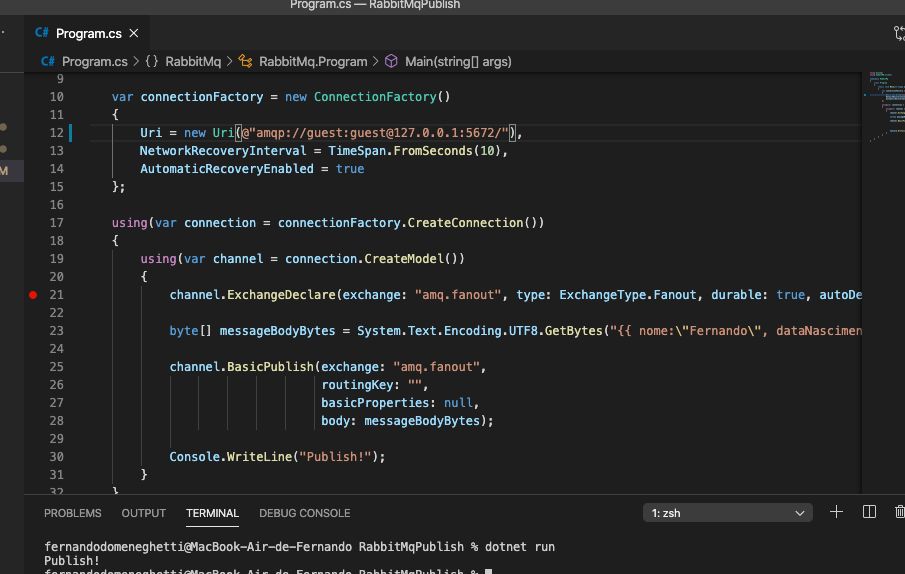 Program.cs — RabbitMqPublish
C# Program.cs ×
C# Program.cs > {} RabbitMq > RabbitMq.Program > Main(string[] args)
9
10 var connectionFactory = new ConnectionFactory()
11 {
12 Uri = new Uri(@"amqp://guest:guest@127.0.0.1:5672/"),
13 NetworkRecoveryInterval = TimeSpan.FromSeconds(10),
14 AutomaticRecoveryEnabled = true
15 };
16
17 using(var connection = connectionFactory.CreateConnection())
18 {
19 using(var channel = connection.CreateModel())
20 {
21 channel.ExchangeDeclare(exchange: "amq.fanout", type: ExchangeType.Fanout, durable: true, autoDe
22
23 byte[] messageBodyBytes = System.Text.Encoding.UTF8.GetBytes("{{ nome:\"Fernando\", dataNascimen
24
25 channel.BasicPublish(exchange: "amq.fanout",
26 routingKey: "",
27 basicProperties: null,
28 body: messageBodyBytes);
29
30 Console.WriteLine("Publish!");
31 }
32 }
M
PROBLEMS OUTPUT TERMINAL DEBUG CONSOLE 1: zsh
fernandodomeneghetti@MacBook-Air-de-Fernando RabbitMqPublish % dotnet run
Publish!
fernandodomeneghetti@MacBook-Air-de-Fernando RabbitMqPublish %